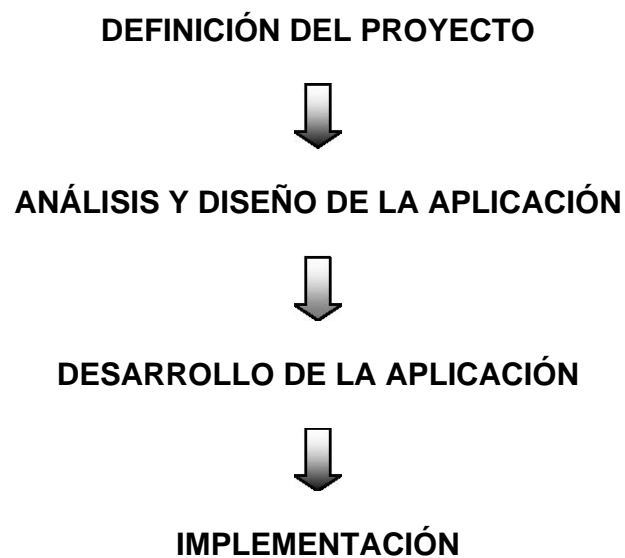 DEFINICIÓN DEL PROYECTO
ANÁLISIS Y DISEÑO DE LA APLICACIÓN
DESARROLLO DE LA APLICACIÓN
IMPLEMENTACIÓN